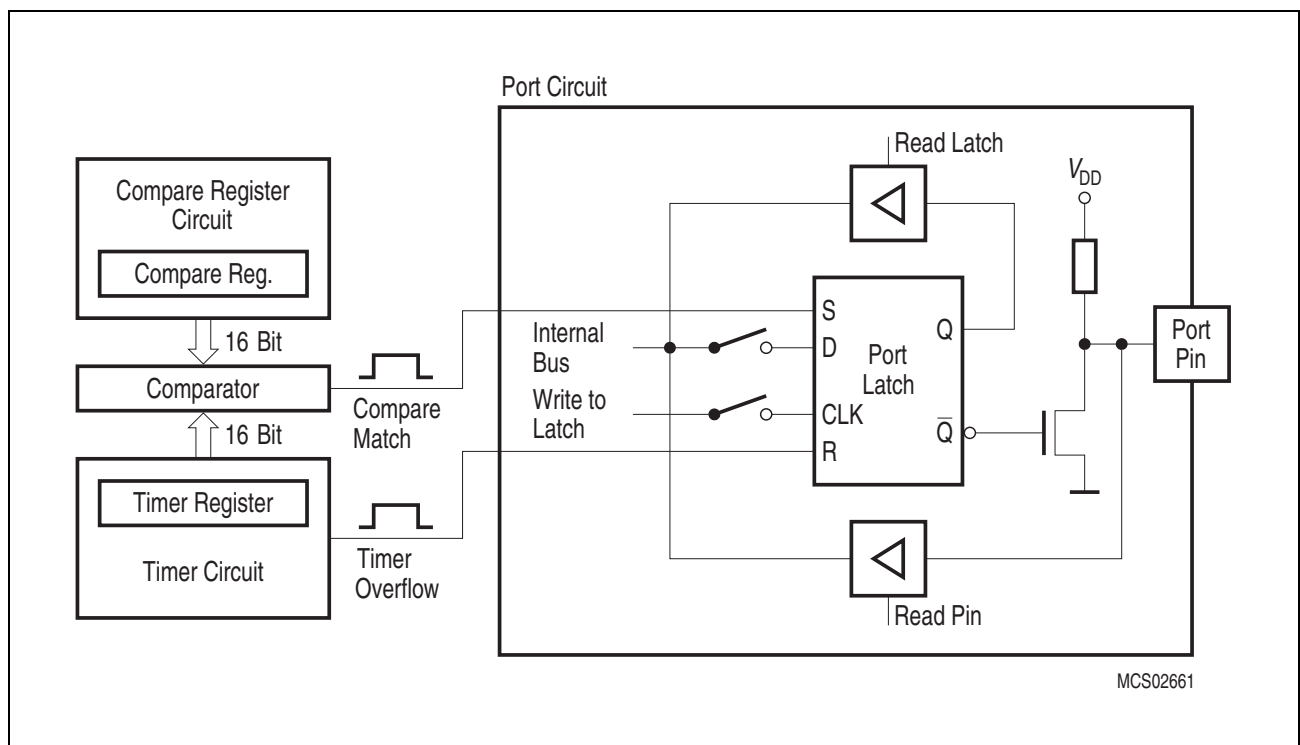 Port Circuit
Compare Register
Circuit
Compare Reg.
16 Bit
Comparator
16 Bit
Timer Register
Timer Circuit
Compare
Match
Timer
Overflow
Read Latch
VDD
Internal
Bus
Write to
Latch
S
D
CLK
R
Port
Latch
Q
Q̅
Port
Pin
Read Pin
MCS02661